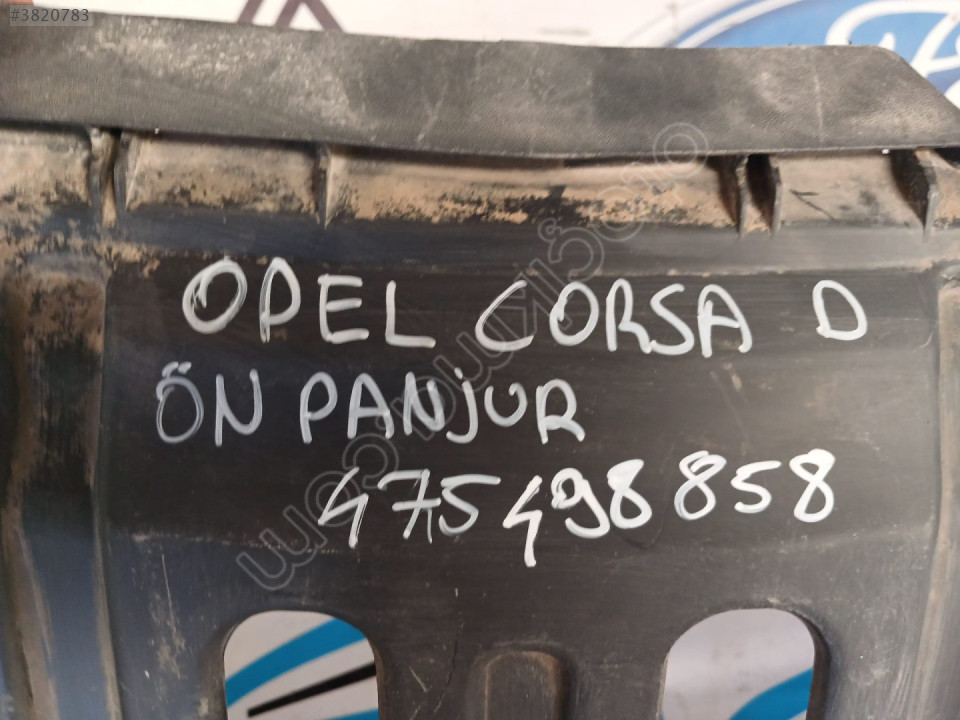 #3820783
OPEL CORSA D
ÖN PANJUR
475498858